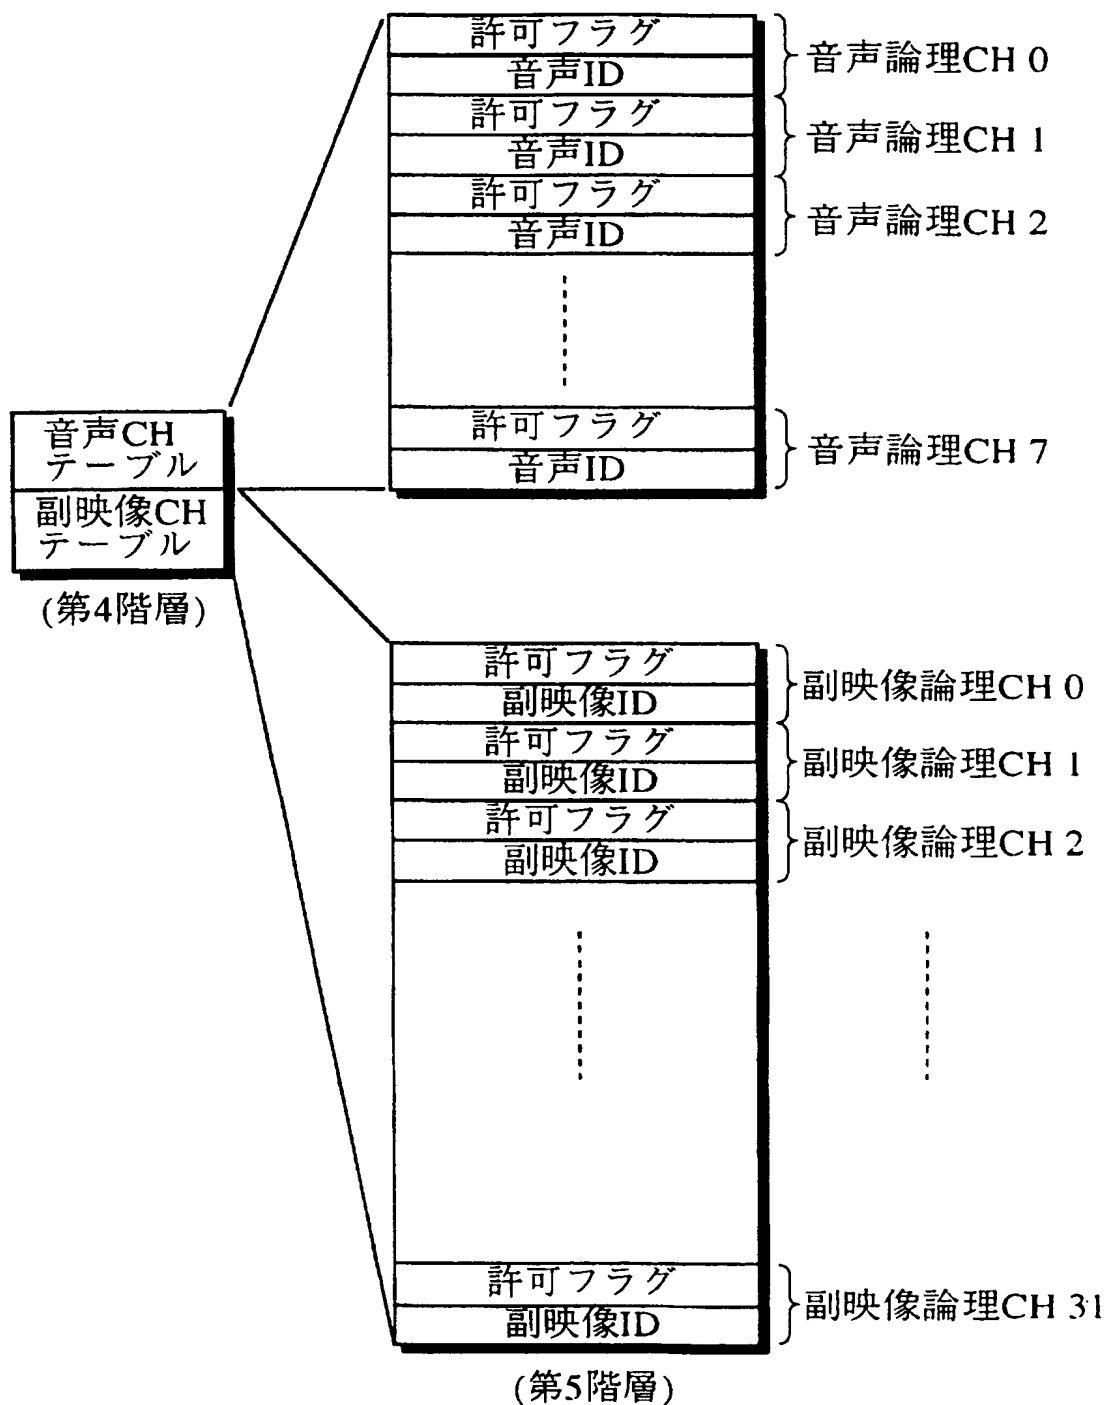 許可フラグ
音声ID
音声論理CH 0
許可フラグ
音声ID
音声論理CH 1
許可フラグ
音声ID
音声論理CH 2
許可フラグ
音声ID
音声論理CH 7
音声CH
テーブル
副映像CH
テーブル
(第4階層)
許可フラグ
副映像ID
副映像論理CH 0
許可フラグ
副映像ID
副映像論理CH 1
許可フラグ
副映像ID
副映像論理CH 2
許可フラグ
副映像ID
副映像論理CH 31
(第5階層)